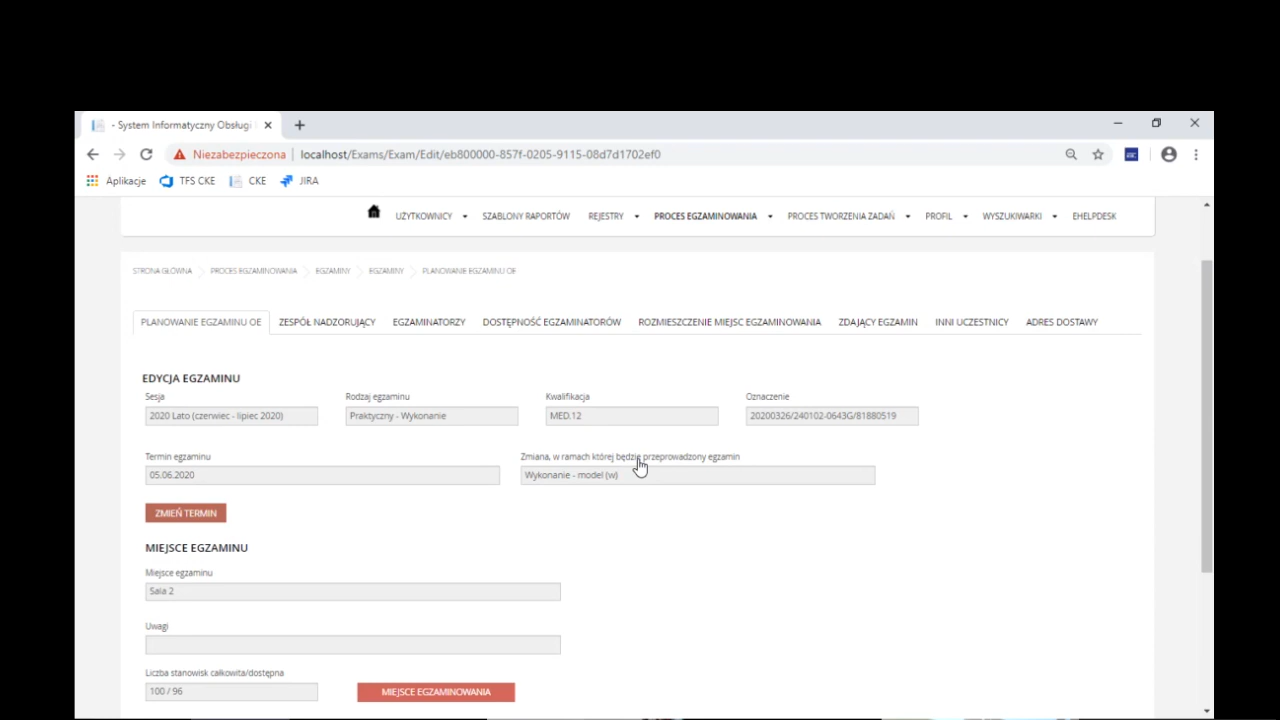 - System Informatyczny Obsługi
Niezabezpieczona | localhost/Exams/Exam/Edit/eb800000-857f-0205-9115-08d7d1702ef0
Aplikacje TFS CKE CKE JIRA
UŻYTKOWNICY SZABLONY RAPORTÓW REJESTRY PROCES EGZAMINOWANIA PROCES TWORZENIA ZADAŃ PROFIL WYSZUKIWARKI EHELPDESK
STRONA GŁÓWNA PROCES EGZAMINOWANIA EGZAMINY EGZAMINY PLANOWANIE EGZAMINU OE
PLANOWANIE EGZAMINU OE ZESPÓŁ NADZORUJĄCY EGZAMINATORZY DOSTĘPNOŚĆ EGZAMINATORÓW ROZMIESZCZENIE MIEJSC EGZAMINOWANIA ZDAJĄCY EGZAMIN INNI UCZESTNICY ADRES DOSTAWY
EDYCJA EGZAMINU
Sesja Rodzaj egzaminu Kwalifikacja Oznaczenie
2020 Lato (czerwiec - lipiec 2020) Praktyczny - Wykonanie MED.12 20200326/240102-0643G/81880519
Termin egzaminu Zmiana, w ramach której będzie przeprowadzony egzamin
05.06.2020 Wykonanie - model (w)
ZMIEŃ TERMIN
MIEJSCE EGZAMINU
Miejsce egzaminu
Sala 2
Uwagi
Liczba stanowisk całkowita/dostępna
100 / 96 MIEJSCE EGZAMINOWANIA